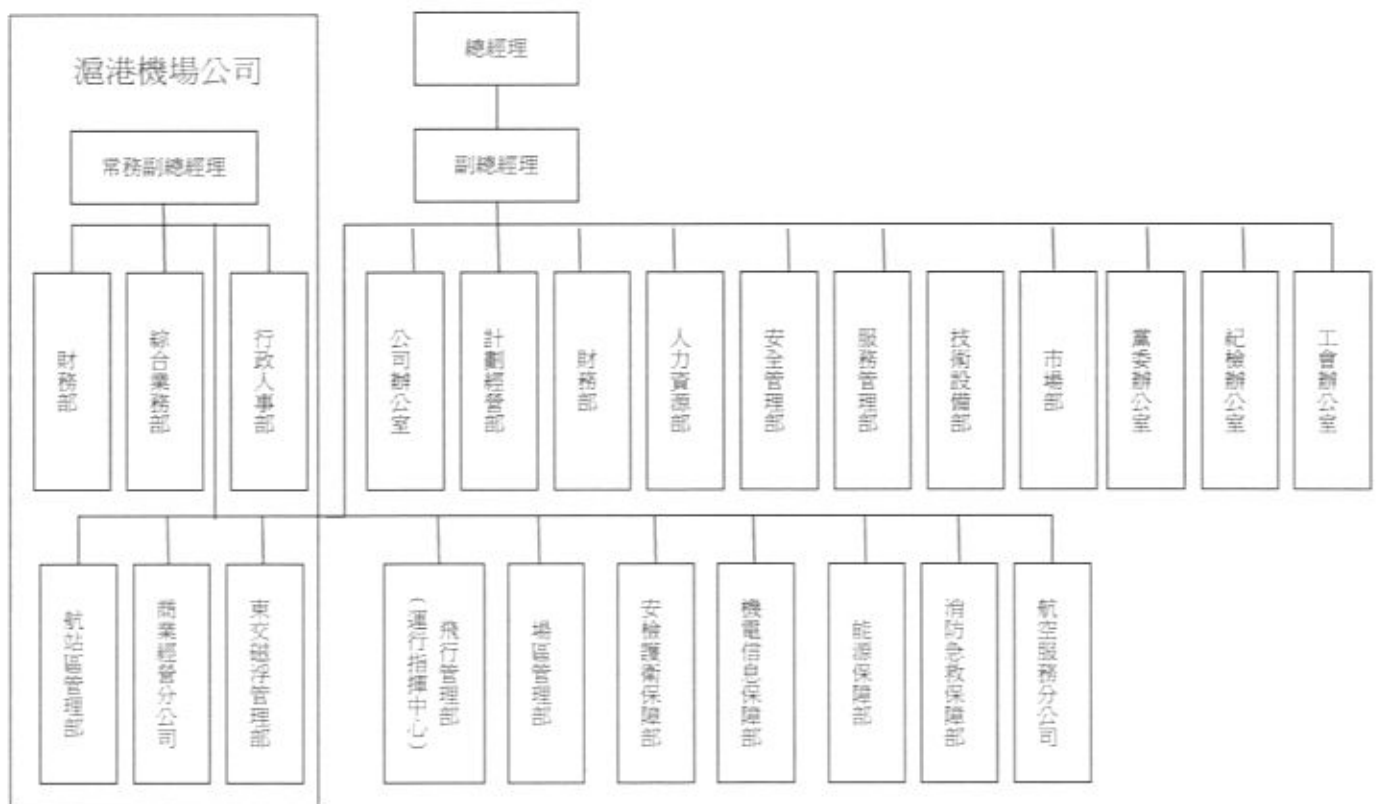 滬港機場公司
總經理
常務副總經理
副總經理
財務部
綜合業務部
行政人事部
公司辦公室
計劃經營部
財務部
人力資源部
安全管理部
服務管理部
技術設備部
市場部
黨委辦公室
紀檢辦公室
工會辦公室
航站區管理部
商業經營分公司
東交磁浮管理部
飛行管理部
(運行指揮中心)
場區管理部
安檢護衛保障部
機電信息保障部
能源保障部
消防急救保障部
航空服務分公司